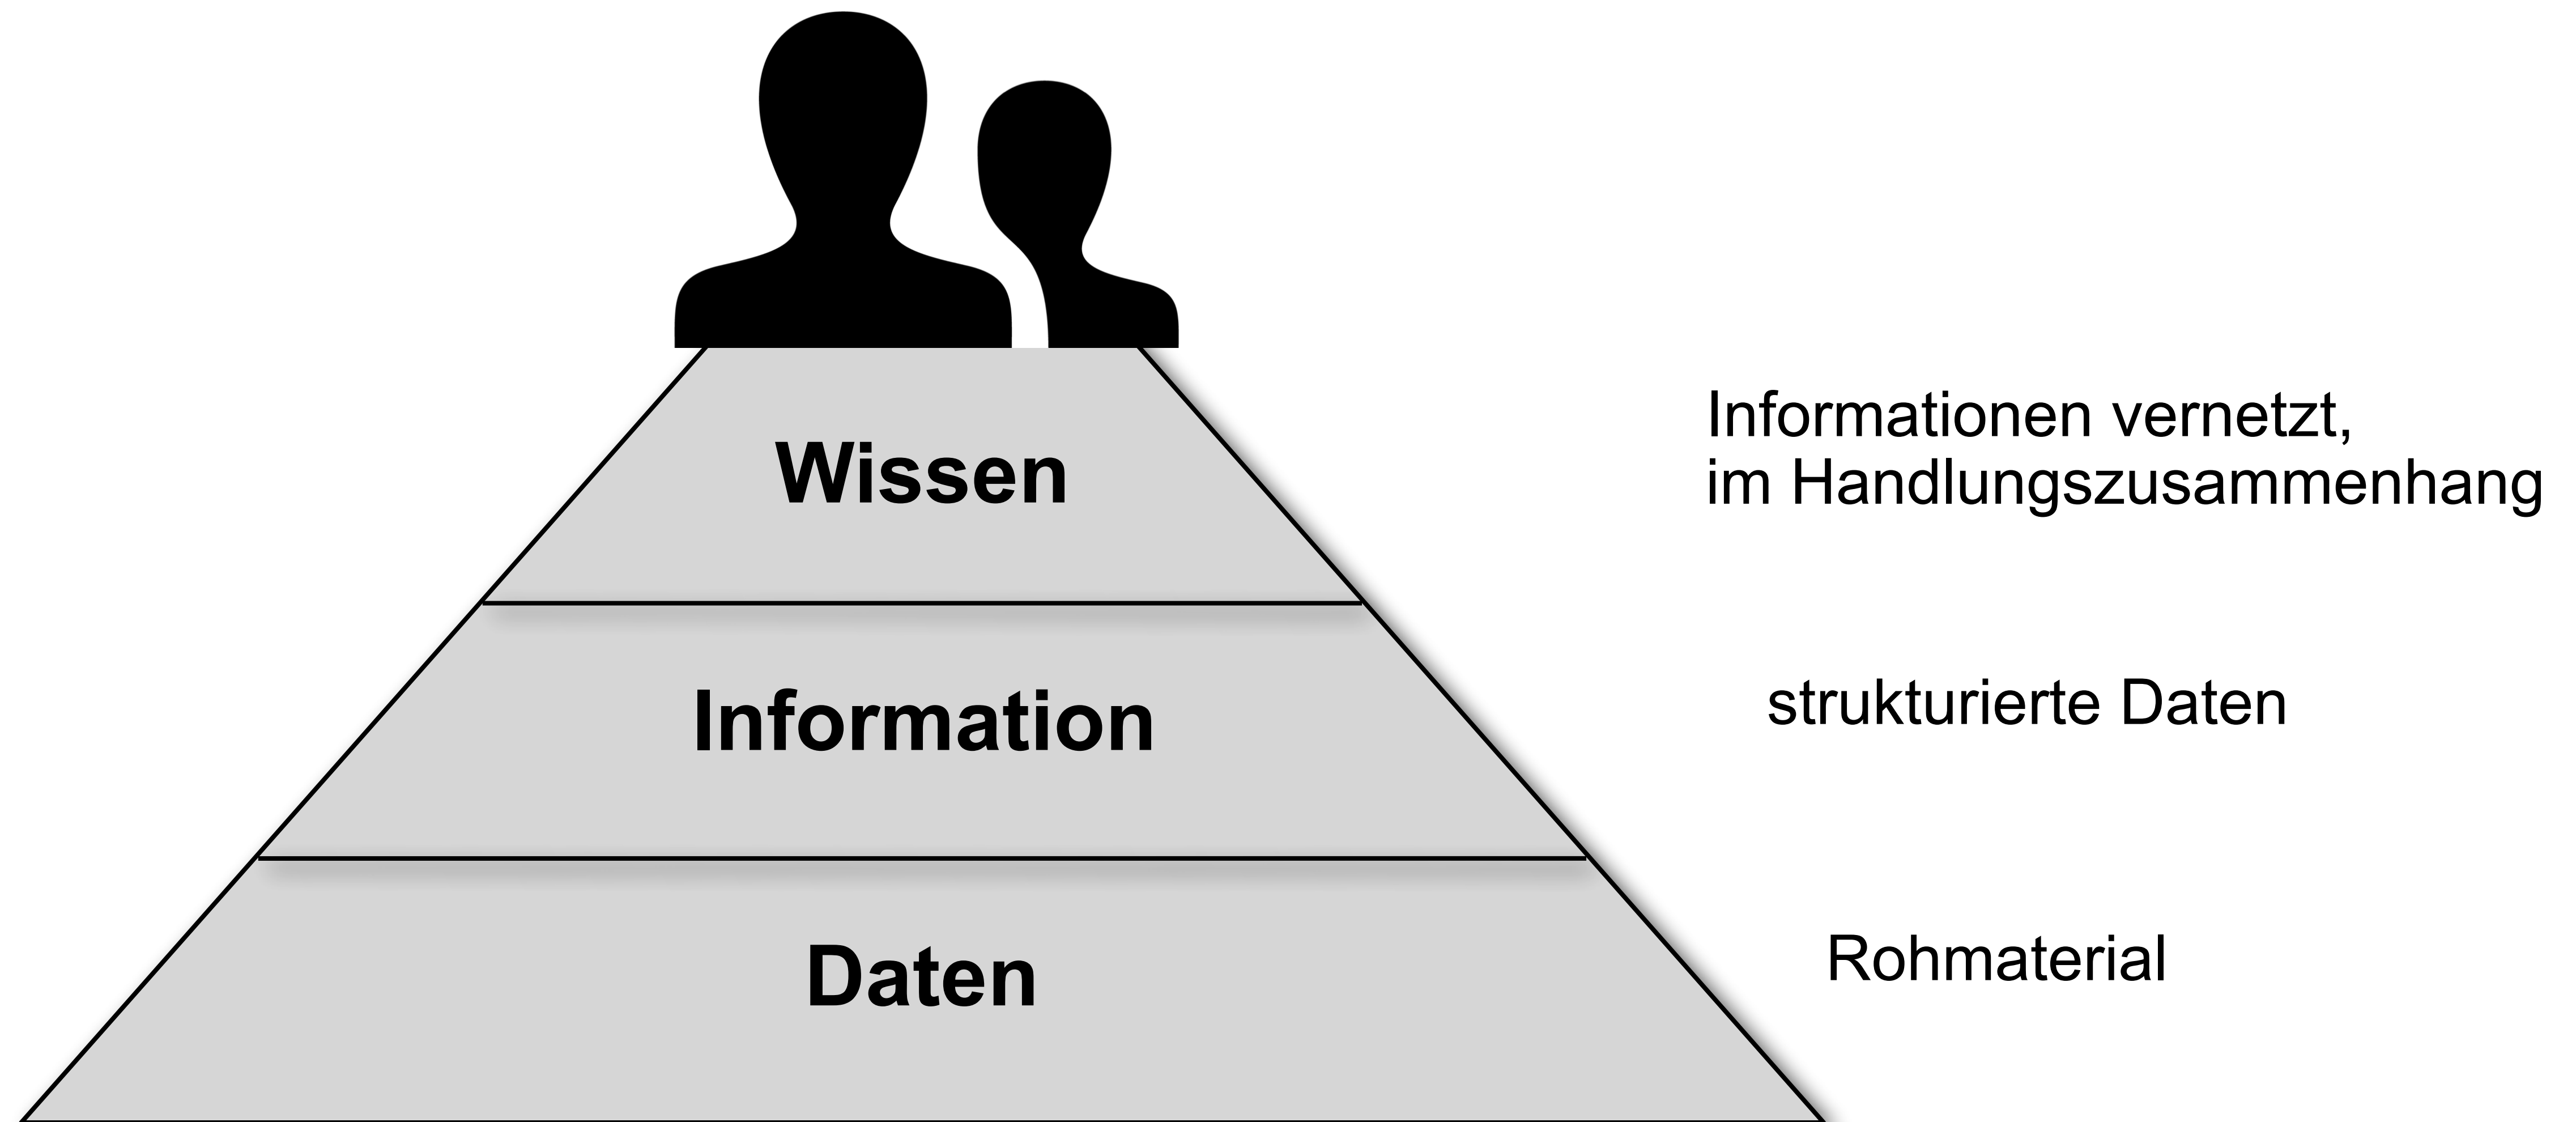 Wissen
Informationen vernetzt,
im Handlungszusammenhang
Information
strukturierte Daten
Daten
Rohmaterial